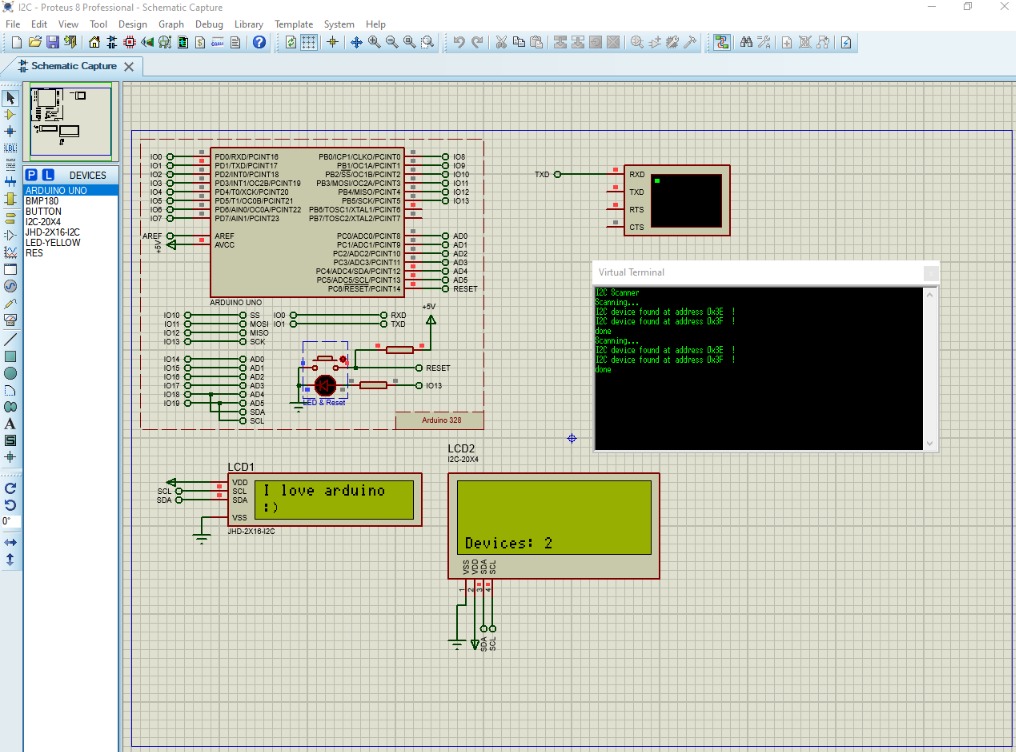 I2C - Proteus 8 Professional - Schematic Capture
File Edit View Tool Design Graph Debug Library Template System Help
Schematic Capture
P L DEVICES
ARDUINO UNO
BMP180
BUTTON
I2C-20X4
JHD-2X16-I2C
LED-YELLOW
RES
0°
IO0
IO1
IO2
IO3
IO4
IO5
IO6
IO7
AREF
+5V
PD0/RXD/PCINT16
PD1/TXD/PCINT17
PD2/INT0/PCINT18
PD3/INT1/OC2B/PCINT19
PD4/T0/XCK/PCINT20
PD5/T1/OC0B/PCINT21
PD6/AIN0/OC0A/PCINT22
PD7/AIN1/PCINT23
AREF
AVCC
PB0/ICP1/CLKO/PCINT0
PB1/OC1A/PCINT1
PB2/SS/OC1B/PCINT2
PB3/MOSI/OC2A/PCINT3
PB4/MISO/PCINT4
PB5/SCK/PCINT5
PB6/TOSC1/XTAL1/PCINT6
PB7/TOSC2/XTAL2/PCINT7
PC0/ADC0/PCINT8
PC1/ADC1/PCINT9
PC2/ADC2/PCINT10
PC3/ADC3/PCINT11
PC4/ADC4/SDA/PCINT12
PC5/ADC5/SCL/PCINT13
PC6/RESET/PCINT14
IO8
IO9
IO10
IO11
IO12
IO13
AD0
AD1
AD2
AD3
AD4
AD5
RESET
ARDUINO UNO
IO10 SS
IO11 MOSI
IO12 MISO
IO13 SCK
IO0 RXD
IO1 TXD
+5V
IO14 AD0
IO15 AD1
IO16 AD2
IO17 AD3
IO18 AD4
IO19 AD5
SDA
SCL
RESET
IO13
LED & Reset
Arduino 328
TXD
RXD
TXD
RTS
CTS
Virtual Terminal
I2C Scanner
Scanning...
I2C device found at address 0x3E !
I2C device found at address 0x3F !
done
Scanning...
I2C device found at address 0x3E !
I2C device found at address 0x3F !
done
LCD1
SCL
SDA
VDD
SCL
SDA
VSS
I love arduino
:)
JHD-2X16-I2C
LCD2
I2C-20X4
Devices: 2
VSS
VDD
SDA
SCL
1
2
3
4
SDA
SCL